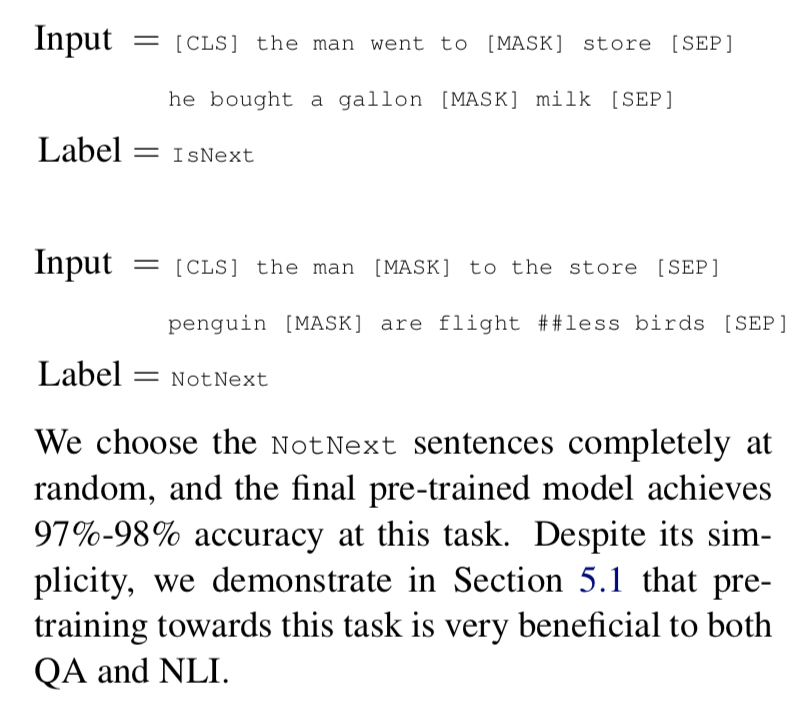 Input = [CLS] the man went to [MASK] store [SEP]
he bought a gallon [MASK] milk [SEP]
Label = IsNext
Input = [CLS] the man [MASK] to the store [SEP]
penguin [MASK] are flight ##less birds [SEP]
Label = NotNext
We choose the NotNext sentences completely at
random, and the final pre-trained model achieves
97%-98% accuracy at this task. Despite its sim-
plicity, we demonstrate in Section 5.1 that pre-
training towards this task is very beneficial to both
QA and NLI.